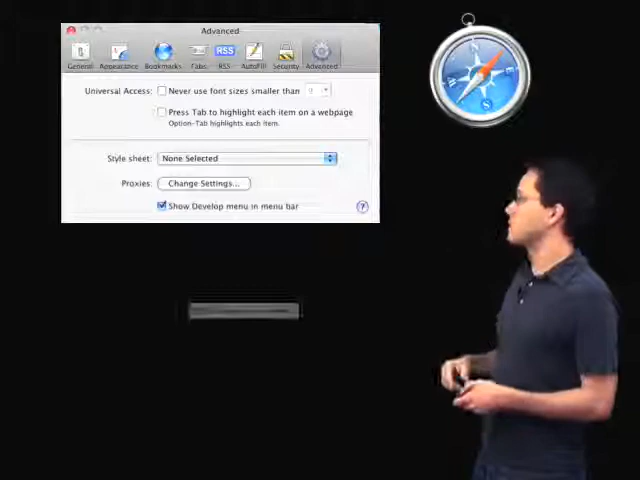 Advanced
General
Appearance
Bookmarks
Tabs
RSS
RSS
AutoFill
Security
Advanced
Universal Access:
Never use font sizes smaller than
9
Press Tab to highlight each item on a webpage
Option-Tab highlights each item.
Style sheet:
None Selected
Proxies:
Change Settings...
Show Develop menu in menu bar
?
N
E
S